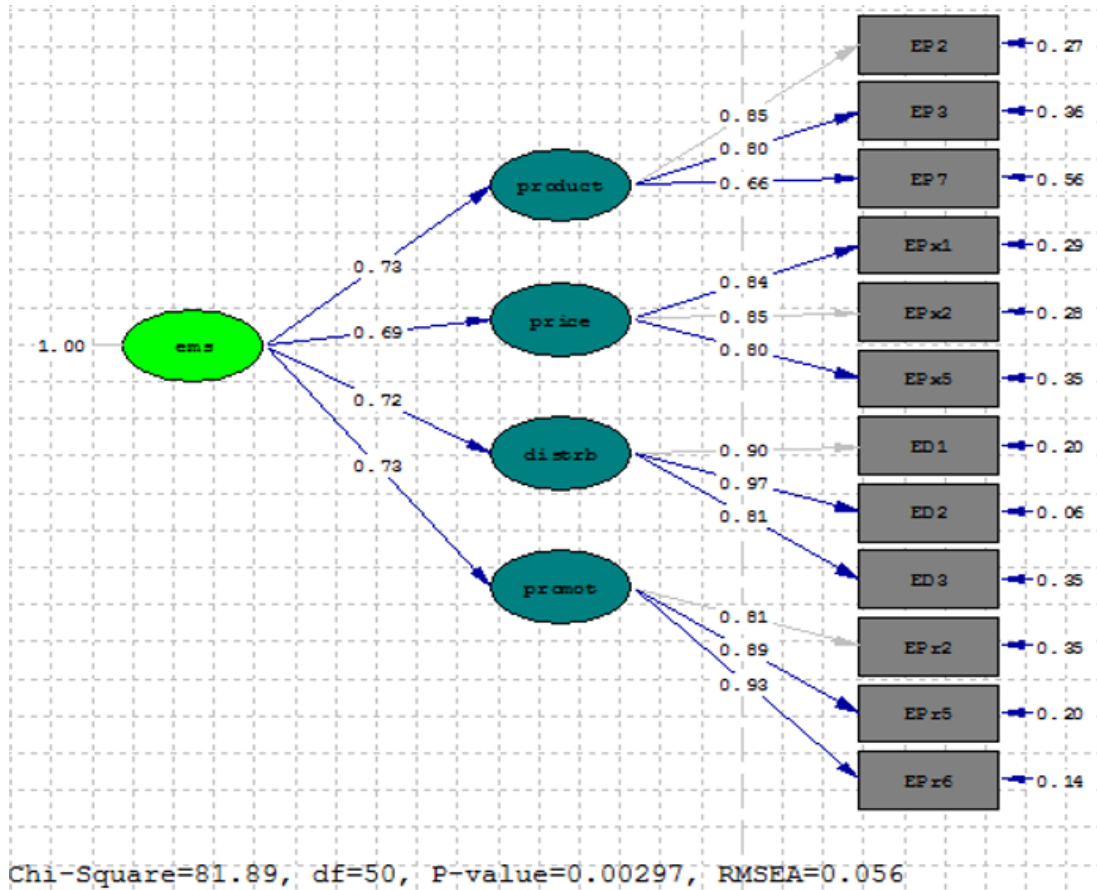 EP2 0.27
0.85
EP3 0.36
0.80
product 0.66 EP7 0.56
EPx1 0.29
0.73
0.84
price 0.85 EPx2 0.28
0.69
1.00 ems
0.80
EPx5 0.35
0.72
distrb 0.90 ED1 0.20
0.73
0.97
ED2 0.06
0.81
ED3 0.35
promot
0.81
EPr2 0.35
0.89
0.93
EPr5 0.20
EPr6 0.14
Chi-Square=81.89, df=50, P-value=0.00297, RMSEA=0.056